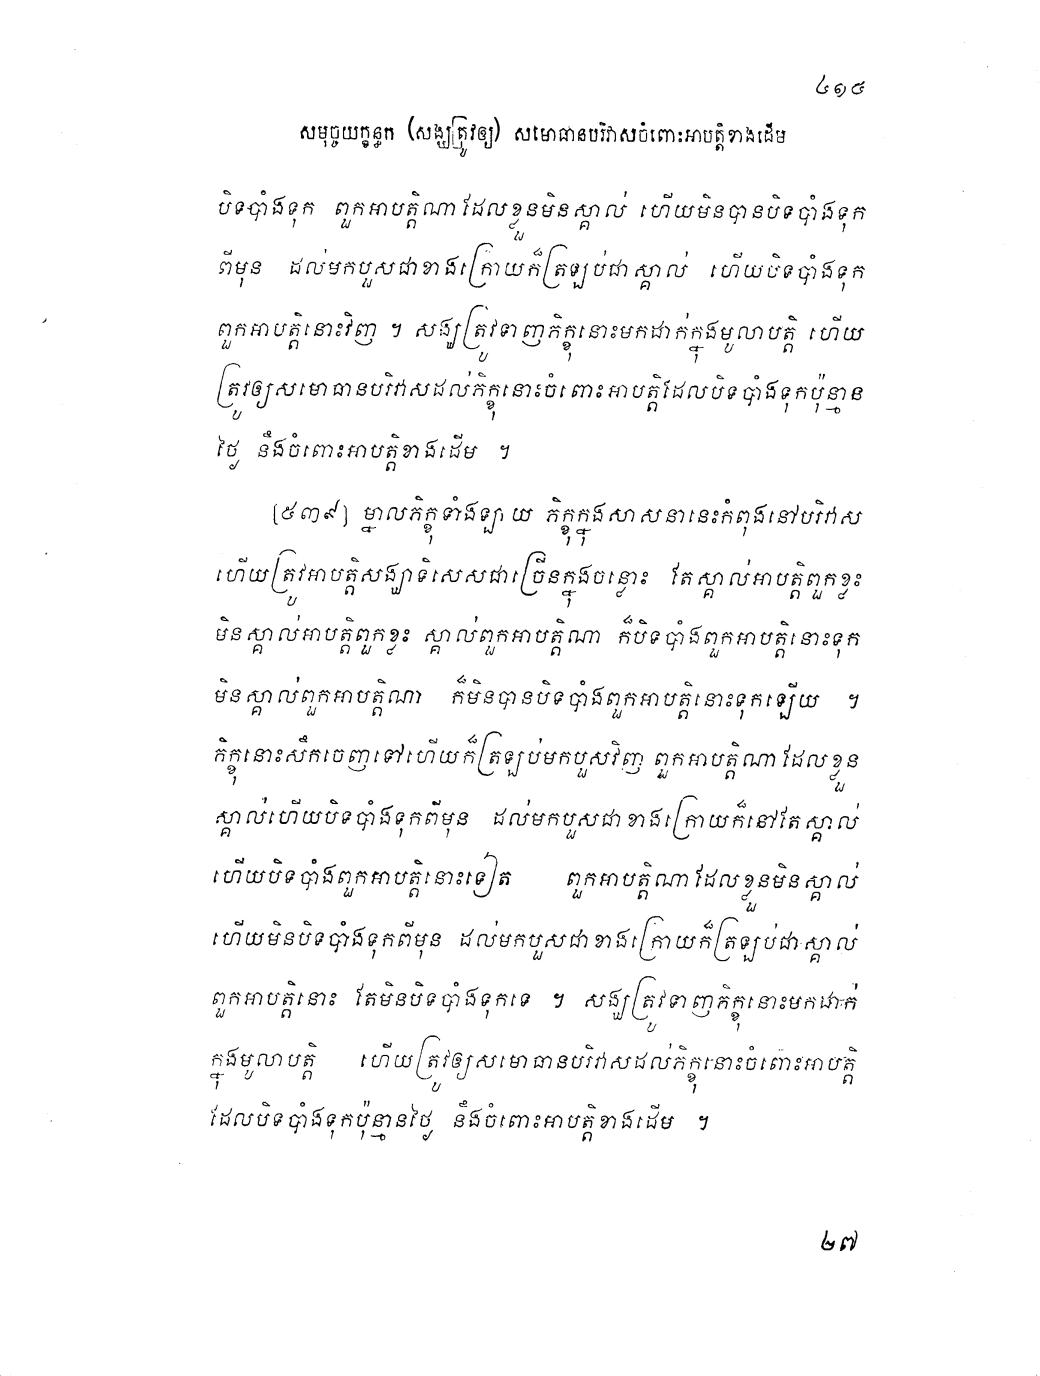 ៤១៥
សមុច្ចយក្ខន្ធក (សង្ឃត្រូវឲ្យ) សមោធានបរិវាសចំពោះអាបត្តិខាងដើម
បិទបាំងទុក ពួកអាបត្តិណាដែលខ្លួនមិនស្គាល់ ហើយមិនបានបិទបាំងទុក
ពីមុន ដល់មកបួសជាខាងក្រោយក៏ត្រឡប់ជាស្គាល់ ហើយបិទបាំងទុក
ពួកអាបត្តិនោះវិញ ។ សង្ឃត្រូវទាញភិក្ខុនោះមកដាក់ក្នុងមូលាបត្តិ ហើយ
ត្រូវឲ្យសមោធានបរិវាសដល់ភិក្ខុនោះចំពោះអាបត្តិដែលបិទបាំងទុកប៉ុន្មាន
ថ្ងៃ នឹងចំពោះអាបត្តិខាងដើម ។
[៥៣៩] ម្នាលភិក្ខុទាំងឡាយ ភិក្ខុក្នុងសាសនានេះកំពុងនៅបរិវាស
ហើយត្រូវអាបត្តិសង្ឃាទិសេសជាច្រើនក្នុងចន្លោះ តែស្គាល់អាបត្តិពួកខ្លះ
មិនស្គាល់អាបត្តិពួកខ្លះ ស្គាល់ពួកអាបត្តិណា ក៏បិទបាំងពួកអាបត្តិនោះទុក
មិនស្គាល់ពួកអាបត្តិណា ក៏មិនបានបិទបាំងពួកអាបត្តិនោះទុកឡើយ ។
ភិក្ខុនោះសឹកចេញទៅហើយក៏ត្រឡប់មកបួសវិញ ពួកអាបត្តិណាដែលខ្លួន
ស្គាល់ហើយបិទបាំងទុកពីមុន ដល់មកបួសជាខាងក្រោយក៏នៅតែស្គាល់
ហើយបិទបាំងពួកអាបត្តិនោះទៀត ពួកអាបត្តិណាដែលខ្លួនមិនស្គាល់
ហើយមិនបិទបាំងទុកពីមុន ដល់មកបួសជាខាងក្រោយក៏ត្រឡប់ជាស្គាល់
ពួកអាបត្តិនោះ តែមិនបិទបាំងទុកទេ ។ សង្ឃត្រូវទាញភិក្ខុនោះមកដាក់
ក្នុងមូលាបត្តិ ហើយត្រូវឲ្យសមោធានបរិវាសដល់ភិក្ខុនោះចំពោះអាបត្តិ
ដែលបិទបាំងទុកប៉ុន្មានថ្ងៃ នឹងចំពោះអាបត្តិខាងដើម ។
២៧